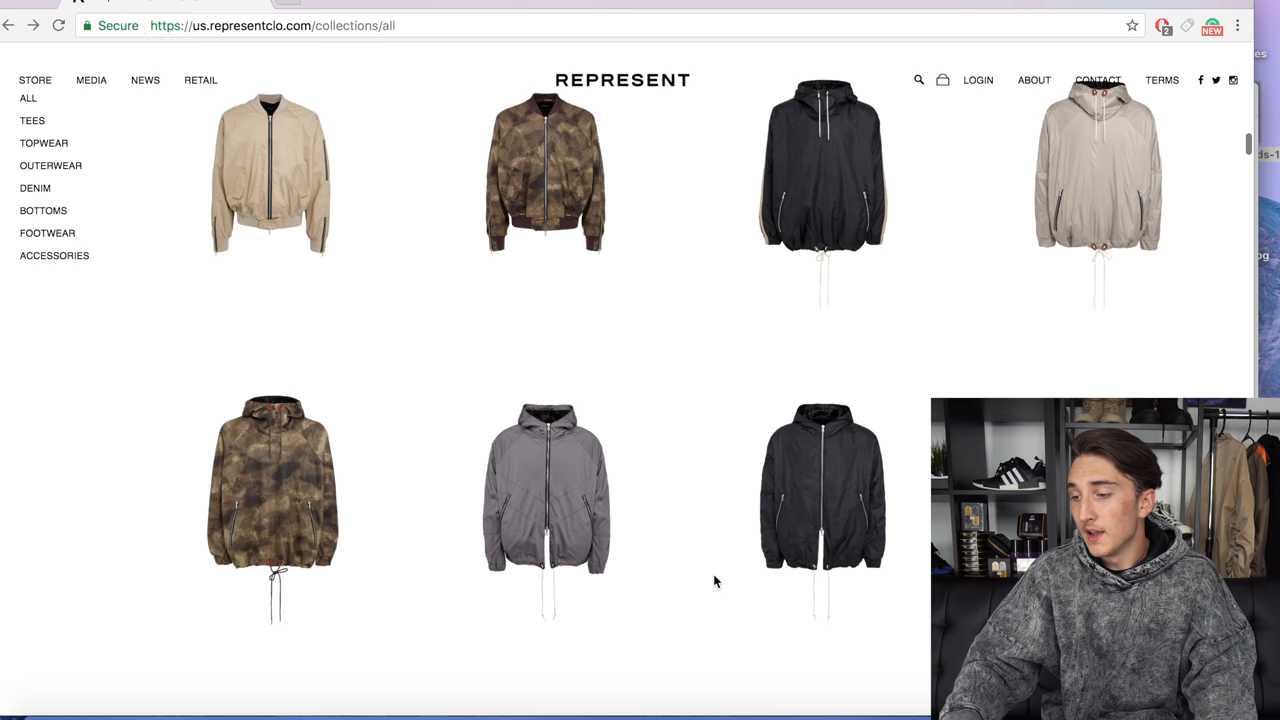 Secure https://us.representclo.com/collections/all
2
NEW
STORE MEDIA NEWS RETAIL
REPRESENT
LOGIN ABOUT CONTACT TERMS
ALL
TEES
TOPWEAR
OUTERWEAR
DENIM
BOTTOMS
FOOTWEAR
ACCESSORIES